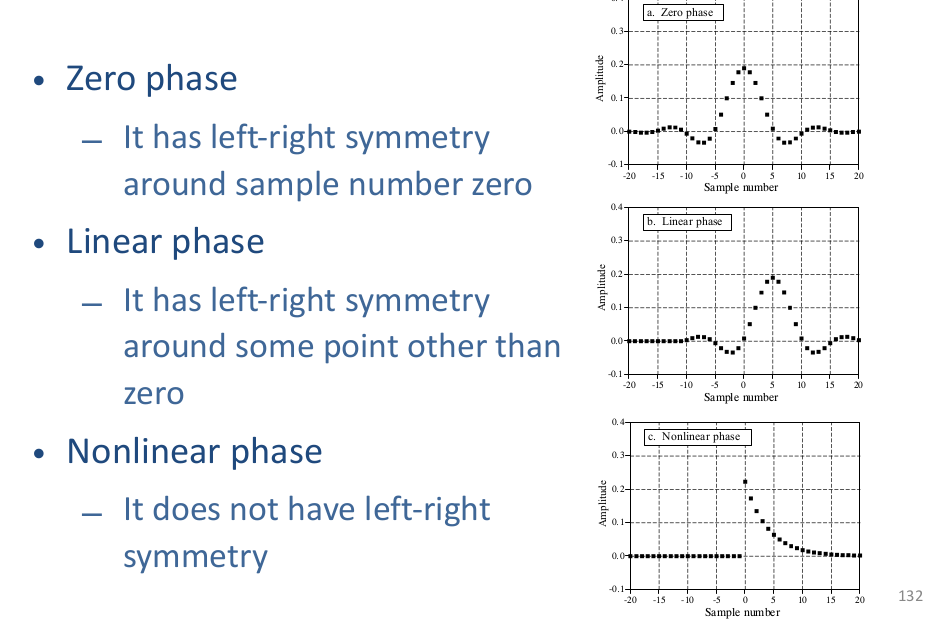 • Zero phase
– It has left-right symmetry
around sample number zero
• Linear phase
– It has left-right symmetry
around some point other than
zero
• Nonlinear phase
– It does not have left-right
symmetry
a. Zero phase
0.3
0.2
0.1
0.0
-0.1
Amplitude
-20 -15 -10 -5 0 5 10 15 20
Sample number
b. Linear phase
0.4
0.3
0.2
0.1
0.0
-0.1
Amplitude
-20 -15 -10 -5 0 5 10 15 20
Sample number
c. Nonlinear phase
0.4
0.3
0.2
0.1
0.0
-0.1
Amplitude
-20 -15 -10 -5 0 5 10 15 20
Sample number
132